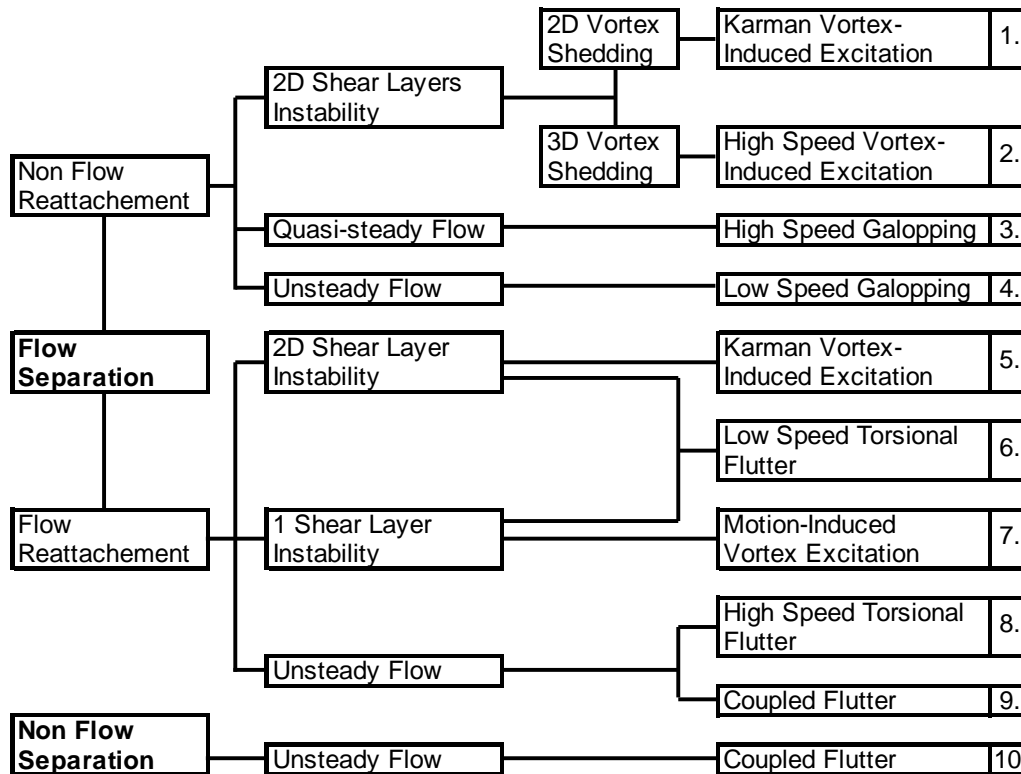 2D Vortex
Shedding
Karman Vortex-
Induced Excitation
1.
2D Shear Layers
Instability
3D Vortex
Shedding
High Speed Vortex-
Induced Excitation
2.
Non Flow
Reattachement
Quasi-steady Flow
High Speed Galopping
3.
Unsteady Flow
Low Speed Galopping
4.
Flow
Separation
2D Shear Layer
Instability
Karman Vortex-
Induced Excitation
5.
Low Speed Torsional
Flutter
6.
Flow
Reattachement
1 Shear Layer
Instability
Motion-Induced
Vortex Excitation
7.
High Speed Torsional
Flutter
8.
Unsteady Flow
Coupled Flutter
9.
Non Flow
Separation
Unsteady Flow
Coupled Flutter
10